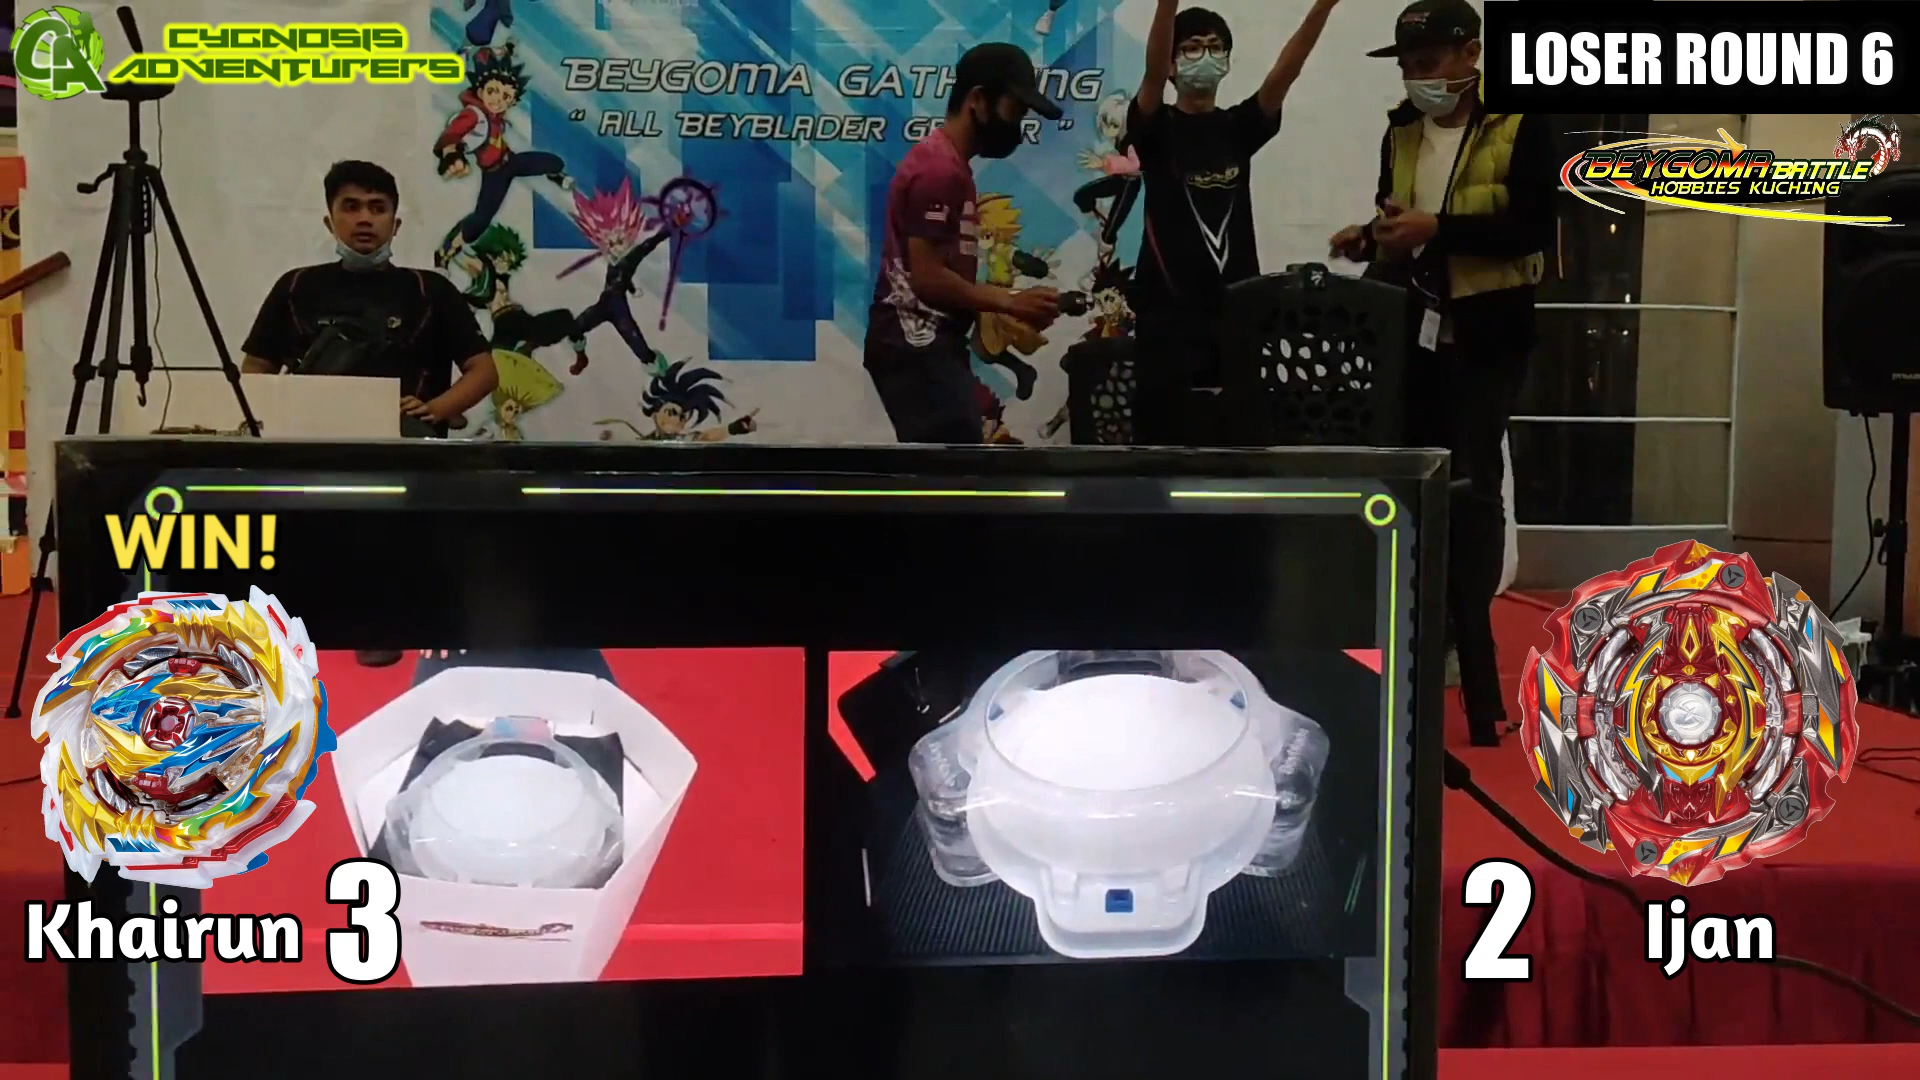 CYGNOSIS
ADVENTURERS
BEYGOMA GATH NG
" ALL BEYBLADER G R "
LOSER ROUND 6
BEYGOMA BATTLE
HOBBIES KUCHING
WIN!
Khairun 3
2 Ijan